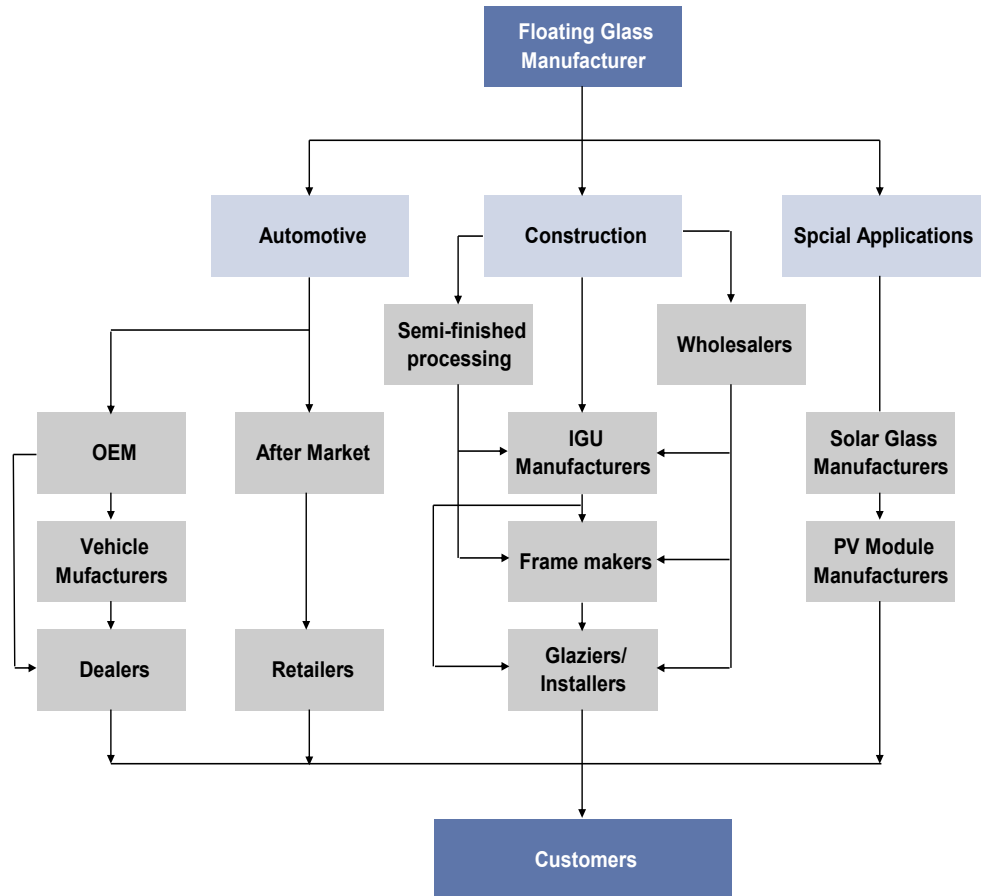 Floating Glass
Manufacturer
Automotive
Construction
Spcial Applications
Semi-finished
processing
Wholesalers
OEM
After Market
IGU
Manufacturers
Solar Glass
Manufacturers
Vehicle
Mufacturers
Frame makers
PV Module
Manufacturers
Dealers
Retailers
Glaziers/
Installers
Customers